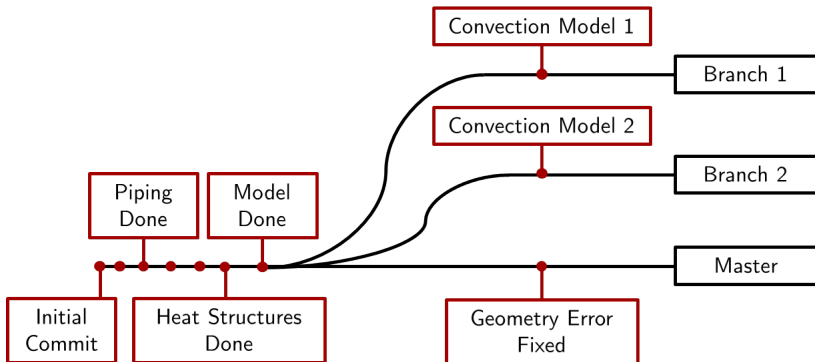 Convection Model 1
Branch 1
Convection Model 2
Branch 2
Piping
Done
Model
Done
Master
Initial
Commit
Heat Structures
Done
Geometry Error
Fixed